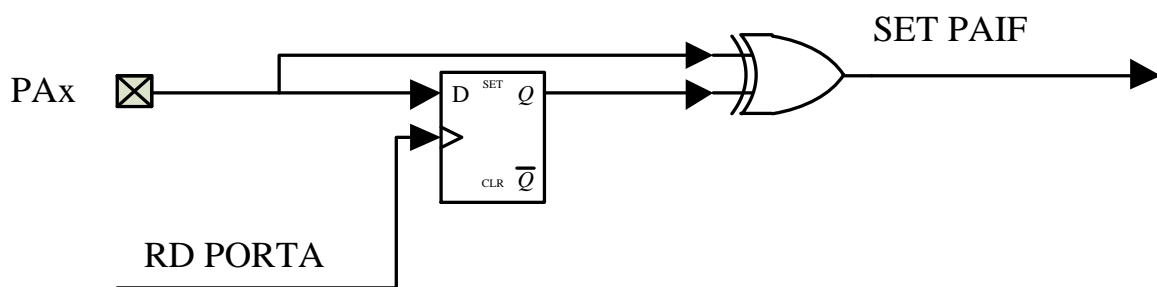 SET PAIF
PAx
D SET Q
CLR Q
RD PORTA